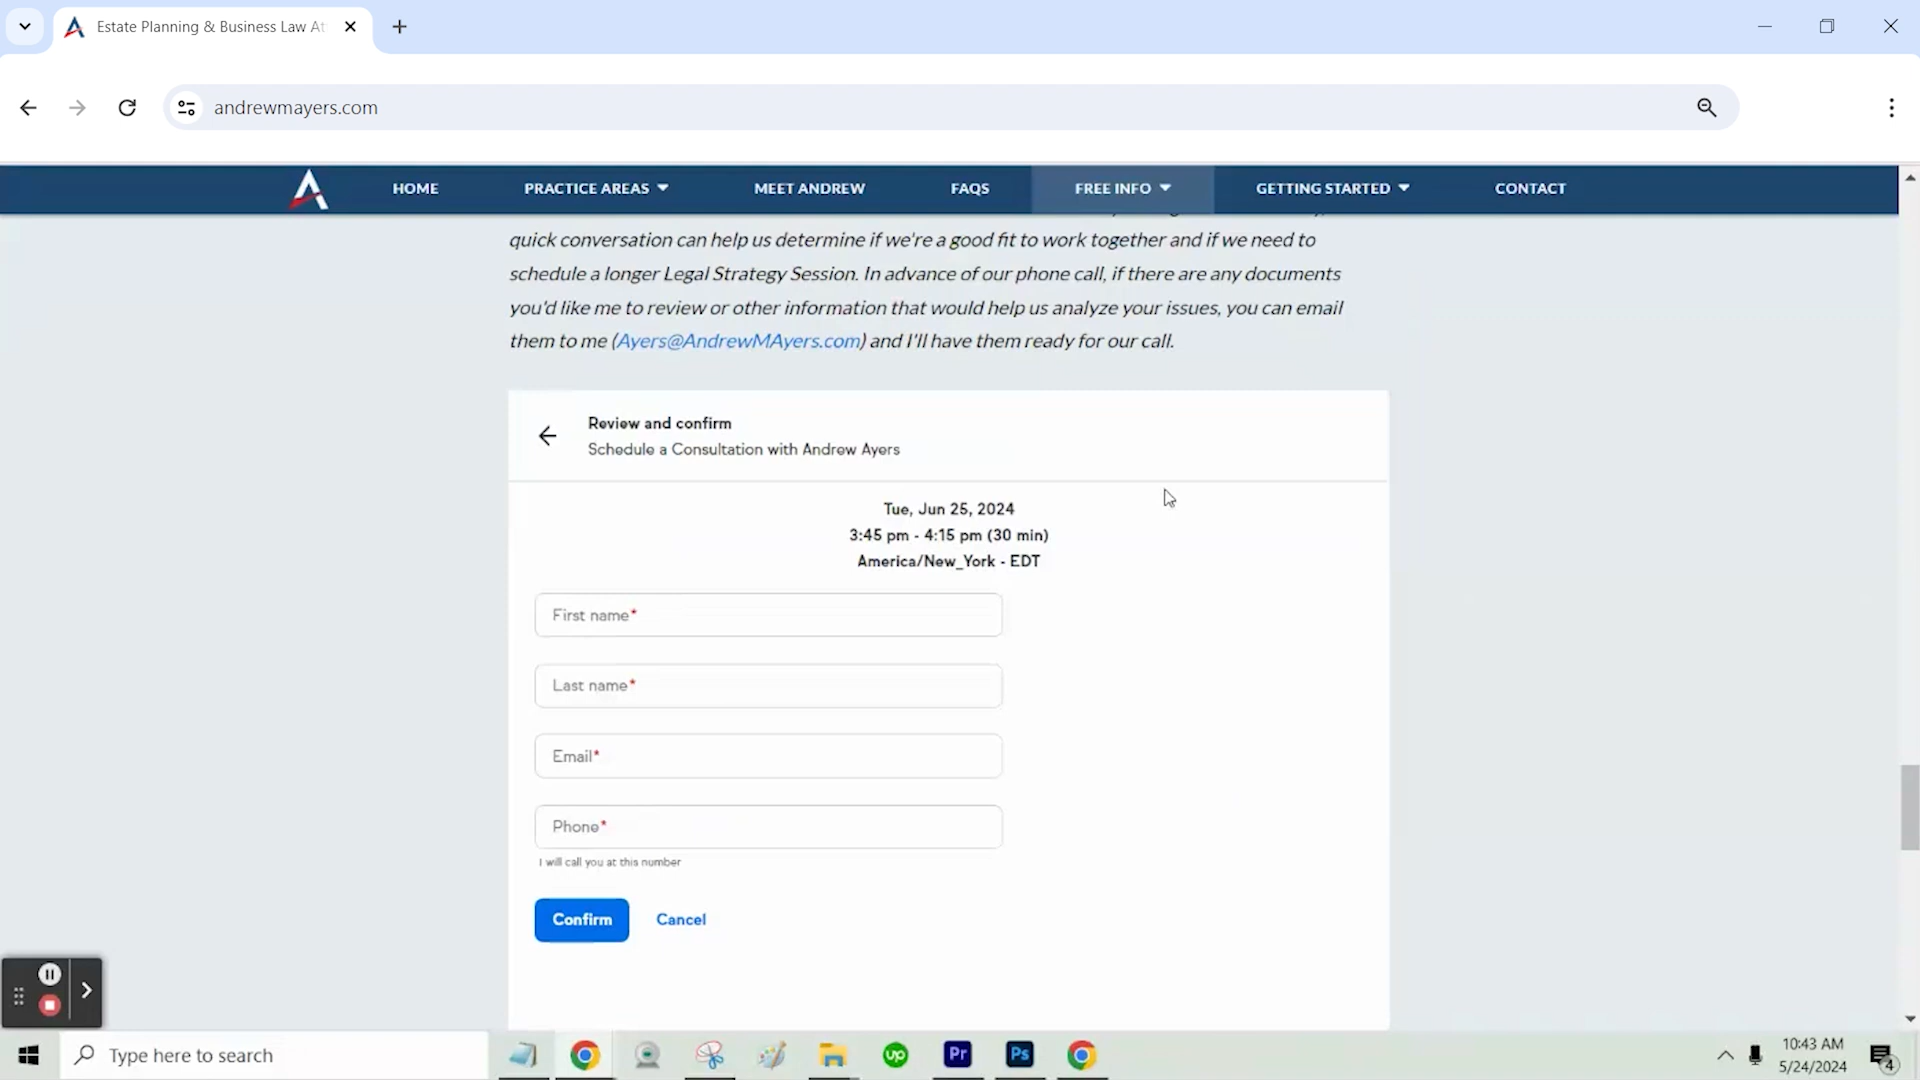 Estate Planning & Business Law At
andrewmayers.com
HOME
PRACTICE AREAS
MEET ANDREW
FAQS
FREE INFO
GETTING STARTED
CONTACT
quick conversation can help us determine if we're a good fit to work together and if we need to
schedule a longer Legal Strategy Session. In advance of our phone call, if there are any documents
you'd like me to review or other information that would help us analyze your issues, you can email
them to me (Ayers@AndrewMAyers.com) and I'll have them ready for our call.
Review and confirm
Schedule a Consultation with Andrew Ayers
Tue, Jun 25, 2024
3:45 pm - 4:15 pm (30 min)
America/New_York - EDT
First name*
Last name*
Email*
Phone*
I will call you at this number
Confirm
Cancel
Type here to search
up
Pr
Ps
10:43 AM
5/24/2024
4